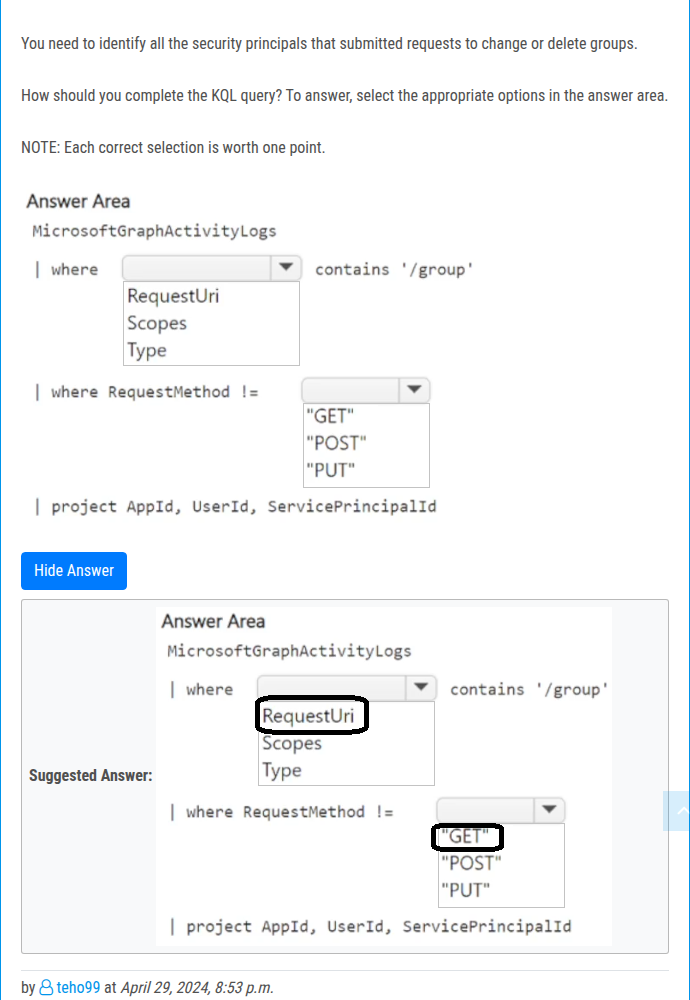 You need to identify all the security principals that submitted requests to change or delete groups.
How should you complete the KQL query? To answer, select the appropriate options in the answer area.
NOTE: Each correct selection is worth one point.
Answer Area
MicrosoftGraphActivityLogs
| where contains '/group'
RequestUri
Scopes
Type
| where RequestMethod !=
"GET"
"POST"
"PUT"
| project AppId, UserId, ServicePrincipalId
Hide Answer
Suggested Answer:
Answer Area
MicrosoftGraphActivityLogs
| where contains '/group'
RequestUri
Scopes
Type
| where RequestMethod !=
"GET"
"POST"
"PUT"
| project AppId, UserId, ServicePrincipalId
by teho99 at April 29, 2024, 8:53 p.m.